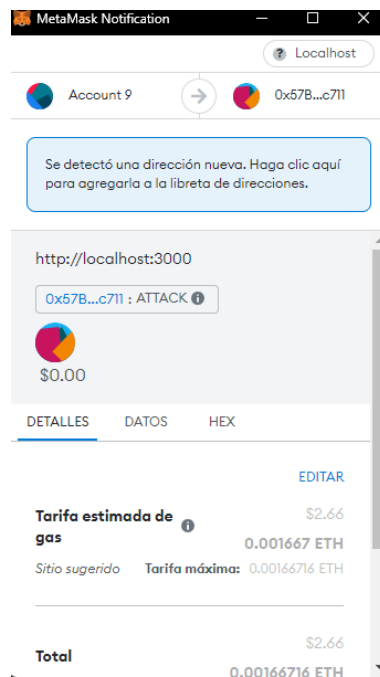 MetaMask Notification
Localhost
Account 9
0x57B...c711
Se detectó una dirección nueva. Haga clic aquí
para agregarla a la libreta de direcciones.
http://localhost:3000
0x57B...c711 : ATTACK
$0.00
DETALLES DATOS HEX
EDITAR
Tarifa estimada de gas
$2.66
0.001667 ETH
Sitio sugerido Tarifa máxima: 0.00166716 ETH
$2.66
Total
0.00166716 ETH